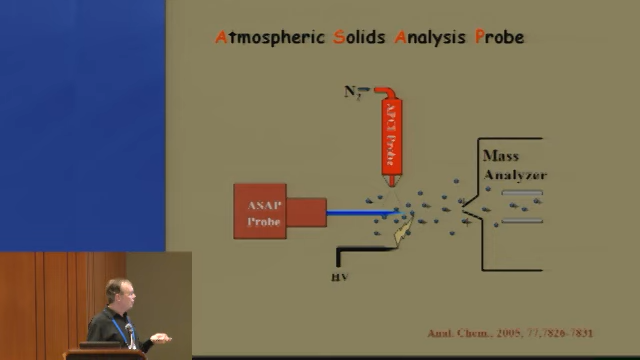 Atmospheric Solids Analysis Probe
N2
APCI Probe
Mass
Analyzer
ASAP
Probe
HV
Anal. Chem., 2005, 77,7826-7831